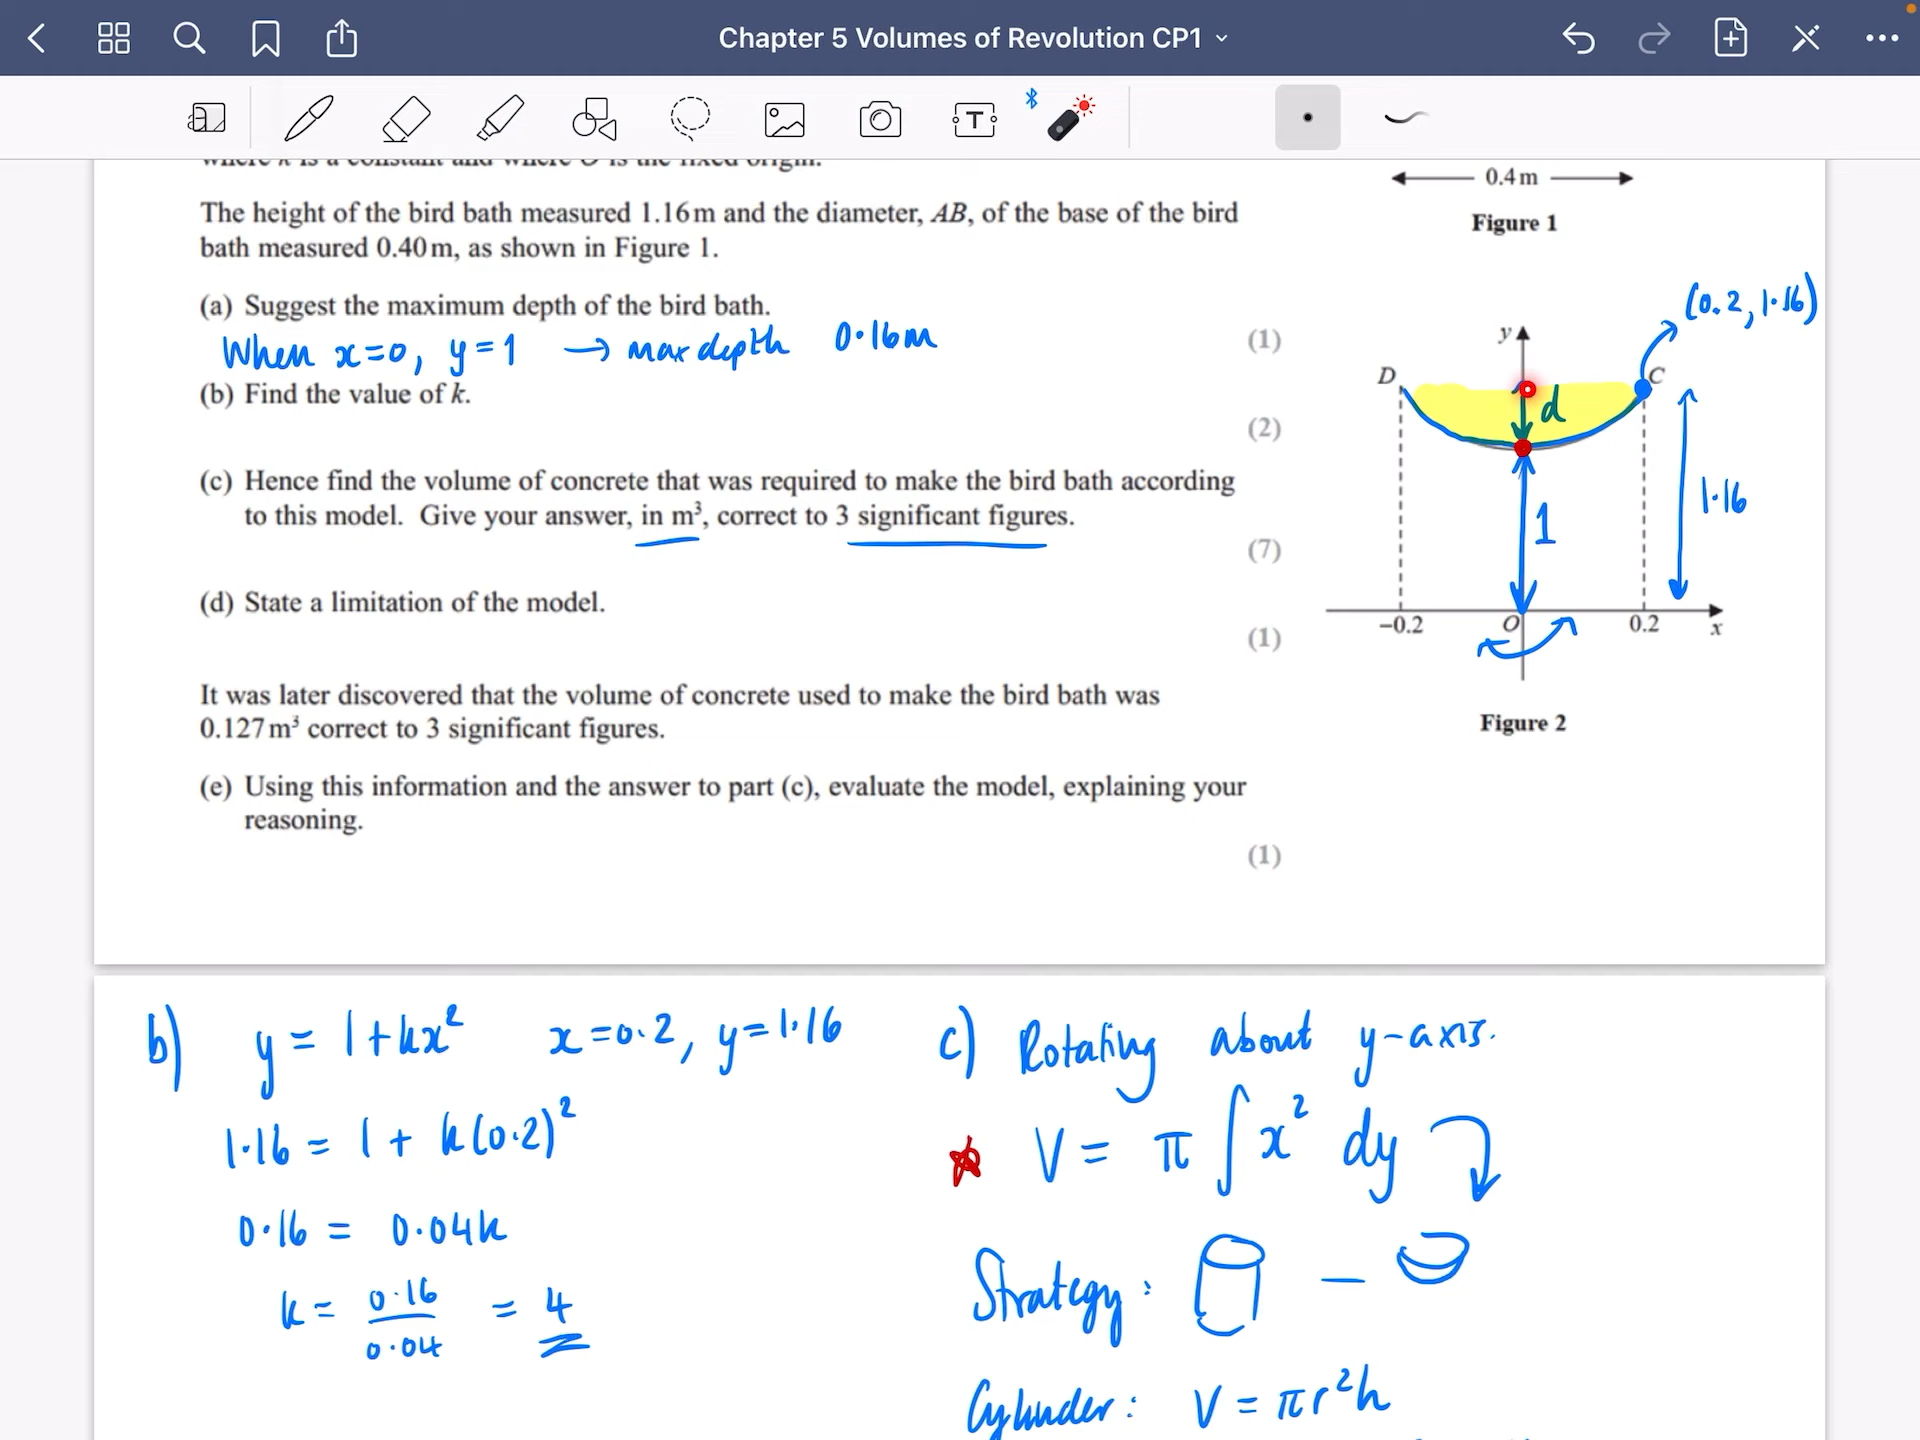 Chapter 5 Volumes of Revolution CP1
where k is a constant and where O is the fixed origin.
0.4 m
Figure 1
The height of the bird bath measured 1.16 m and the diameter, AB, of the base of the bird
bath measured 0.40 m, as shown in Figure 1.
(a) Suggest the maximum depth of the bird bath.
When x=0, y=1 → max depth 0.16m
(1)
(b) Find the value of k.
(2)
(c) Hence find the volume of concrete that was required to make the bird bath according
to this model. Give your answer, in m³, correct to 3 significant figures.
(7)
(d) State a limitation of the model.
(1)
It was later discovered that the volume of concrete used to make the bird bath was
0.127 m³ correct to 3 significant figures.
(e) Using this information and the answer to part (c), evaluate the model, explaining your
reasoning.
(1)
(0.2, 1.16)
y
D
C
d
1
1.16
-0.2
O
0.2
x
Figure 2
b) y = 1 + kx² x=0.2, y=1.16
1.16 = 1 + k(0.2)²
0.16 = 0.04k
k = 0.16/0.04 = 4
c) Rotating about y-axis.
V = π ∫ x² dy
Strategy: −
Cylinder: V = πr²h